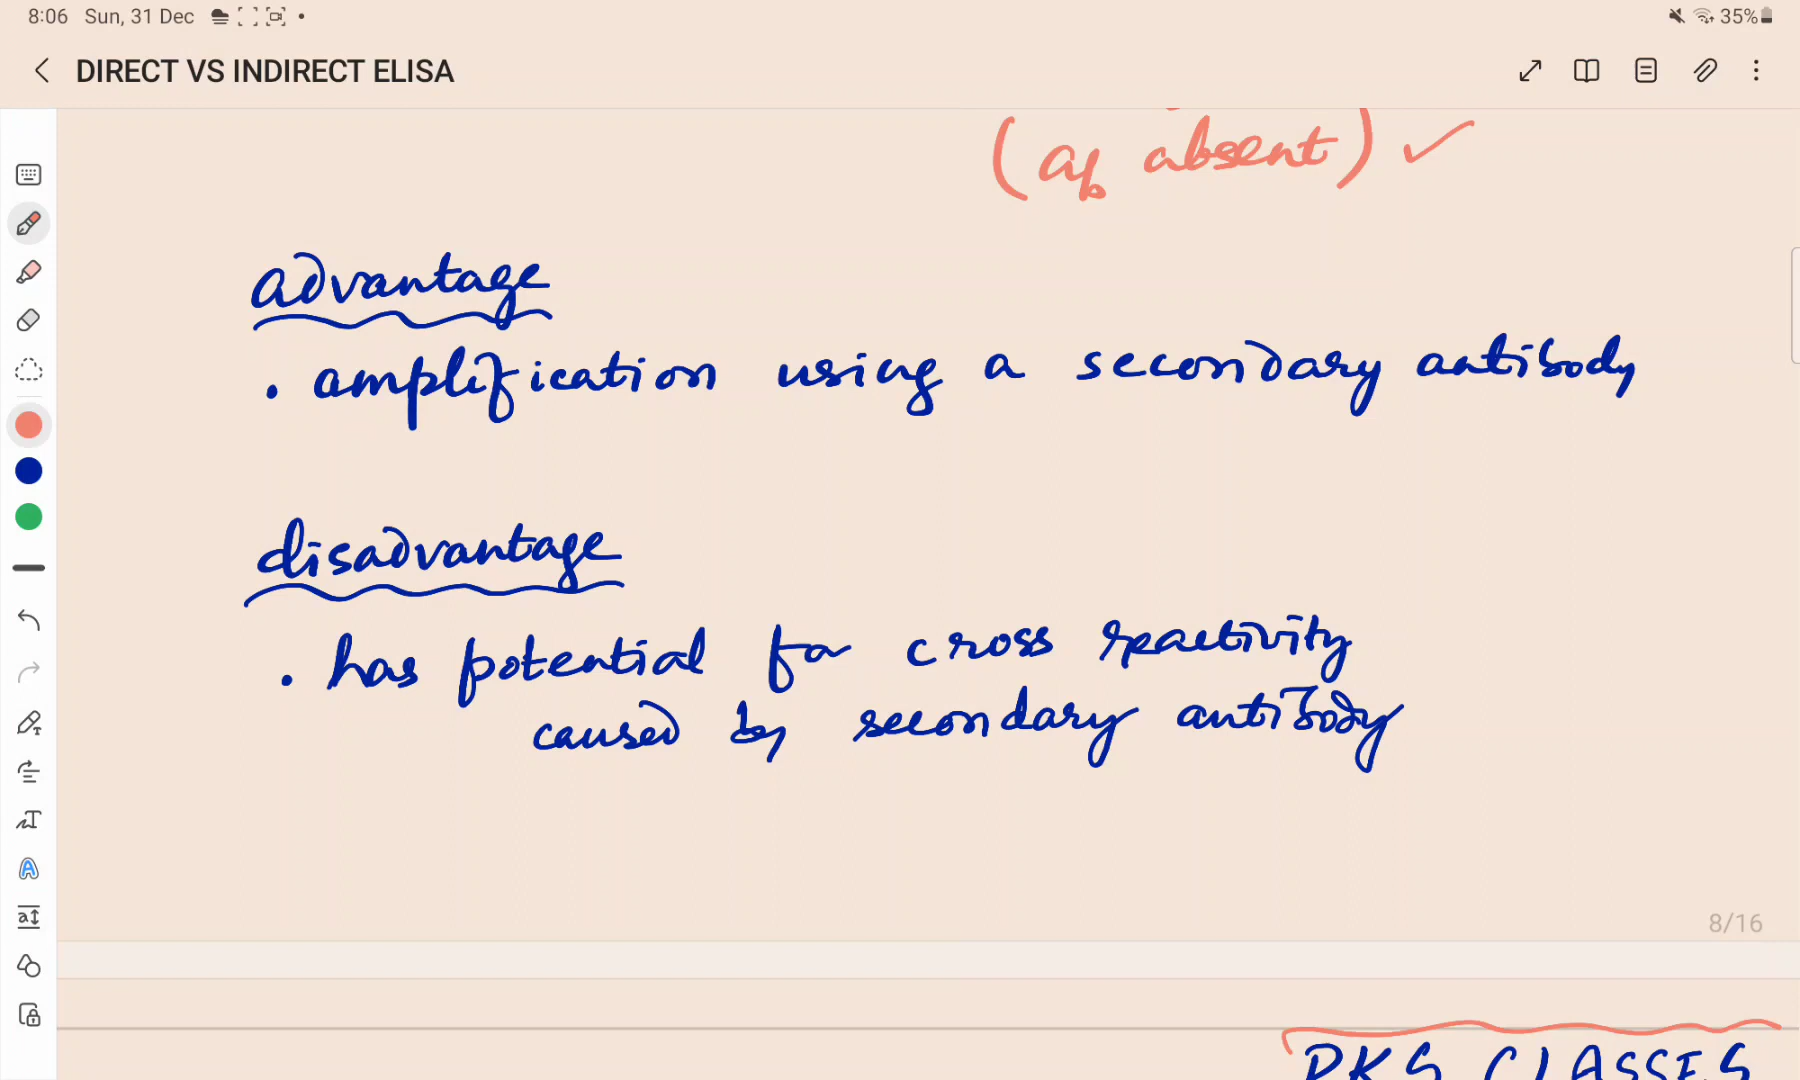 8:06 Sun, 31 Dec
35%
DIRECT VS INDIRECT ELISA
(ab absent) ✓
advantage
. amplification using a secondary antibody
disadvantage
. has potential for cross reactivity
caused by secondary antibody
8/16
PKS CLASSES